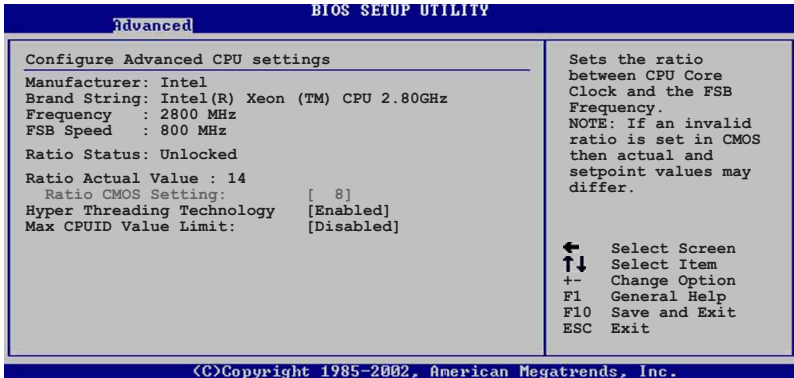 BIOS SETUP UTILITY
Advanced
Configure Advanced CPU settings
Manufacturer: Intel
Brand String: Intel(R) Xeon (TM) CPU 2.80GHz
Frequency : 2800 MHz
FSB Speed : 800 MHz
Ratio Status: Unlocked
Ratio Actual Value : 14
Ratio CMOS Setting: [ 8]
Hyper Threading Technology [Enabled]
Max CPUID Value Limit: [Disabled]
Sets the ratio
between CPU Core
Clock and the FSB
Frequency.
NOTE: If an invalid
ratio is set in CMOS
then actual and
setpoint values may
differ.
← Select Screen
↑↓ Select Item
+- Change Option
F1 General Help
F10 Save and Exit
ESC Exit
(C)Copyright 1985-2002, American Megatrends, Inc.